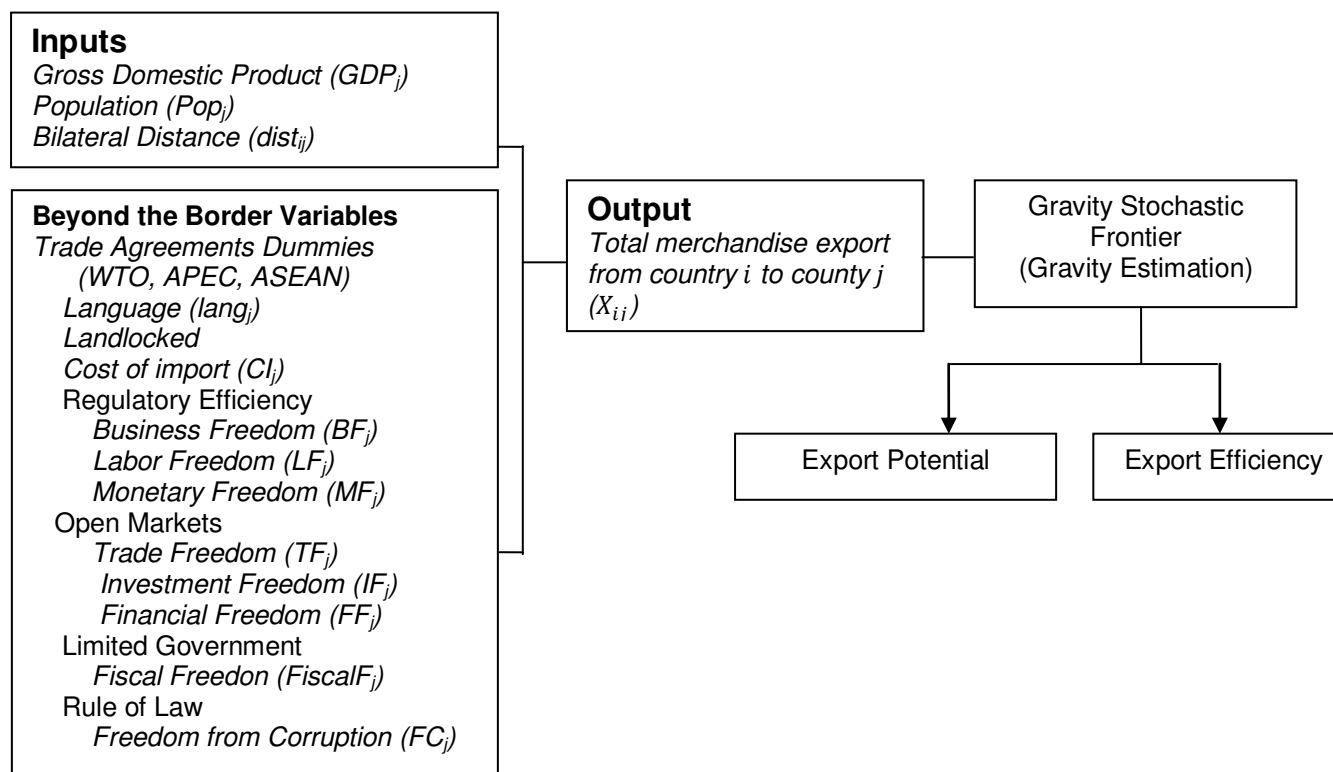 Inputs
Gross Domestic Product (GDPj)
Population (Popj)
Bilateral Distance (distij)
Beyond the Border Variables
Trade Agreements Dummies
(WTO, APEC, ASEAN)
Language (langj)
Landlocked
Cost of import (CIj)
Regulatory Efficiency
Business Freedom (BFj)
Labor Freedom (LFj)
Monetary Freedom (MFj)
Open Markets
Trade Freedom (TFj)
Investment Freedom (IFj)
Financial Freedom (FFj)
Limited Government
Fiscal Freedon (FiscalFj)
Rule of Law
Freedom from Corruption (FCj)
Output
Total merchandise export
from country i to county j
(Xij)
Gravity Stochastic
Frontier
(Gravity Estimation)
Export Potential
Export Efficiency